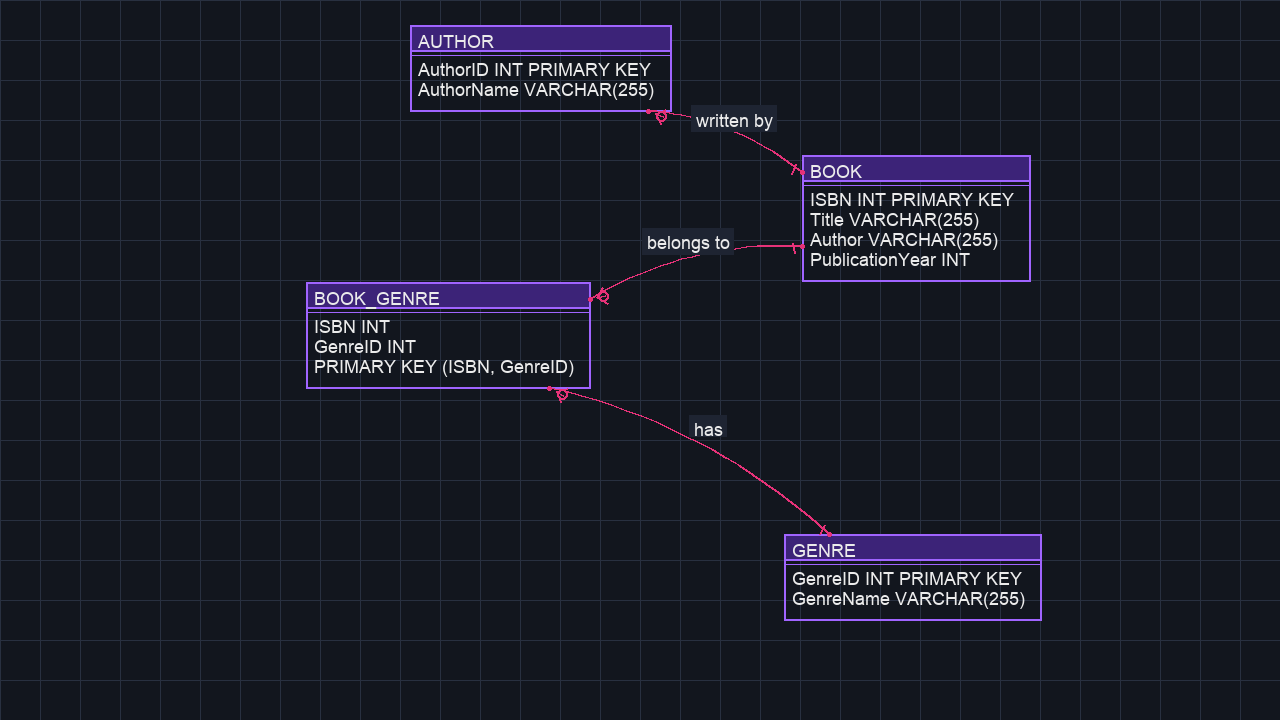 AUTHOR
AuthorID INT PRIMARY KEY
AuthorName VARCHAR(255)
written by
BOOK
ISBN INT PRIMARY KEY
Title VARCHAR(255)
Author VARCHAR(255)
PublicationYear INT
belongs to
BOOK_GENRE
ISBN INT
GenreID INT
PRIMARY KEY (ISBN, GenreID)
has
GENRE
GenreID INT PRIMARY KEY
GenreName VARCHAR(255)